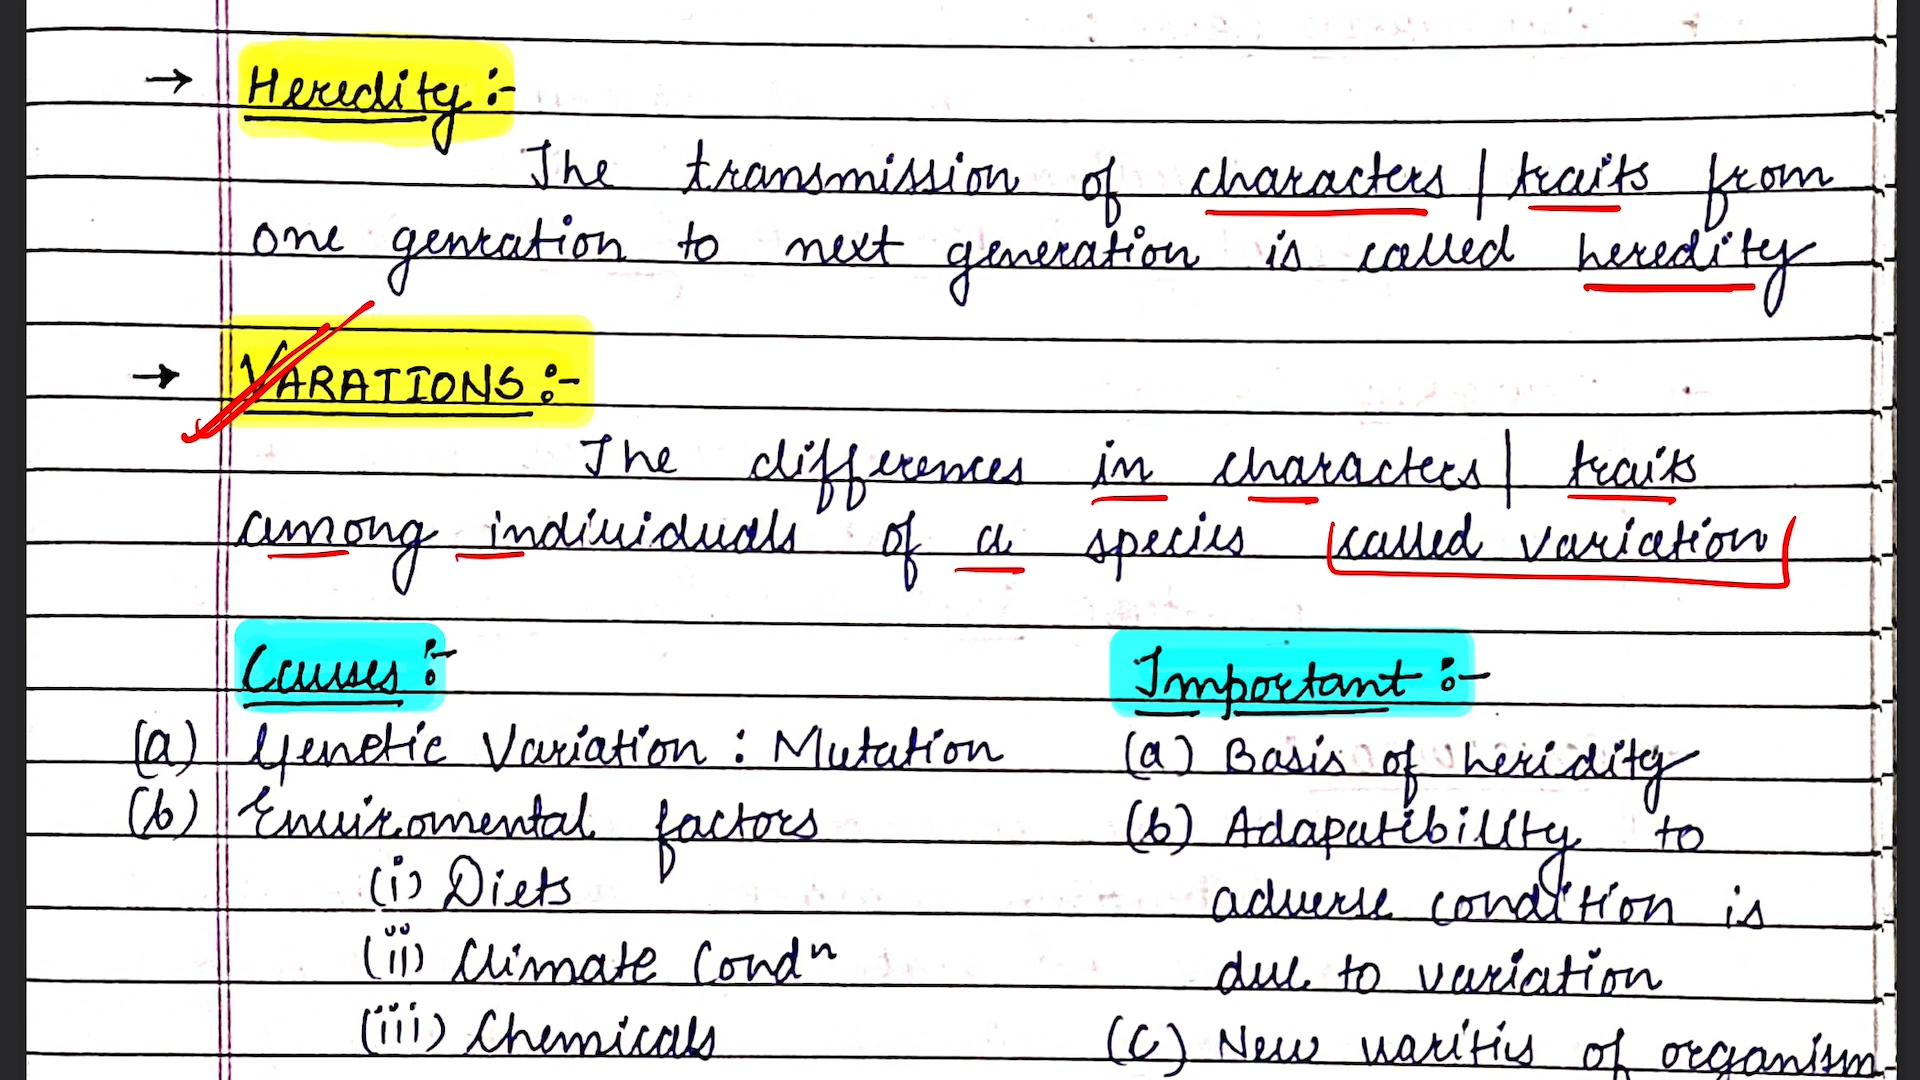 → Heredity :-
The transmission of characters | traits from
one genration to next generation is called heredity
→ VARATIONS :-
The differences in characters | traits
among individuals of a species called variation
Causes :-
(a) Genetic Variation : Mutation
(b) Enviromental factors
(i) Diets
(ii) Climate Condⁿ
(iii) Chemicals
Important :-
(a) Basis of heridity
(b) Adaputibility to
adverse condition is
due to variation
(C) New varitis of organism